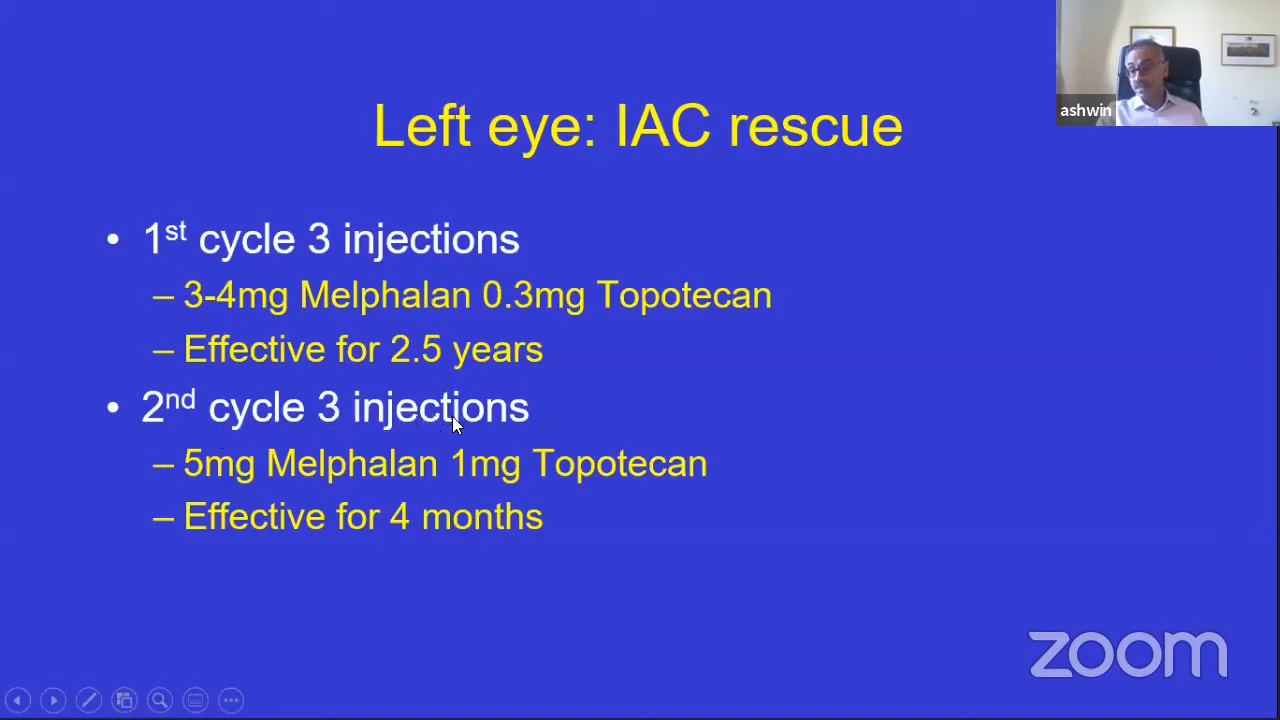 ashwin
Left eye: IAC rescue
• 1st cycle 3 injections
– 3-4mg Melphalan 0.3mg Topotecan
– Effective for 2.5 years
• 2nd cycle 3 injections
– 5mg Melphalan 1mg Topotecan
– Effective for 4 months
zoom